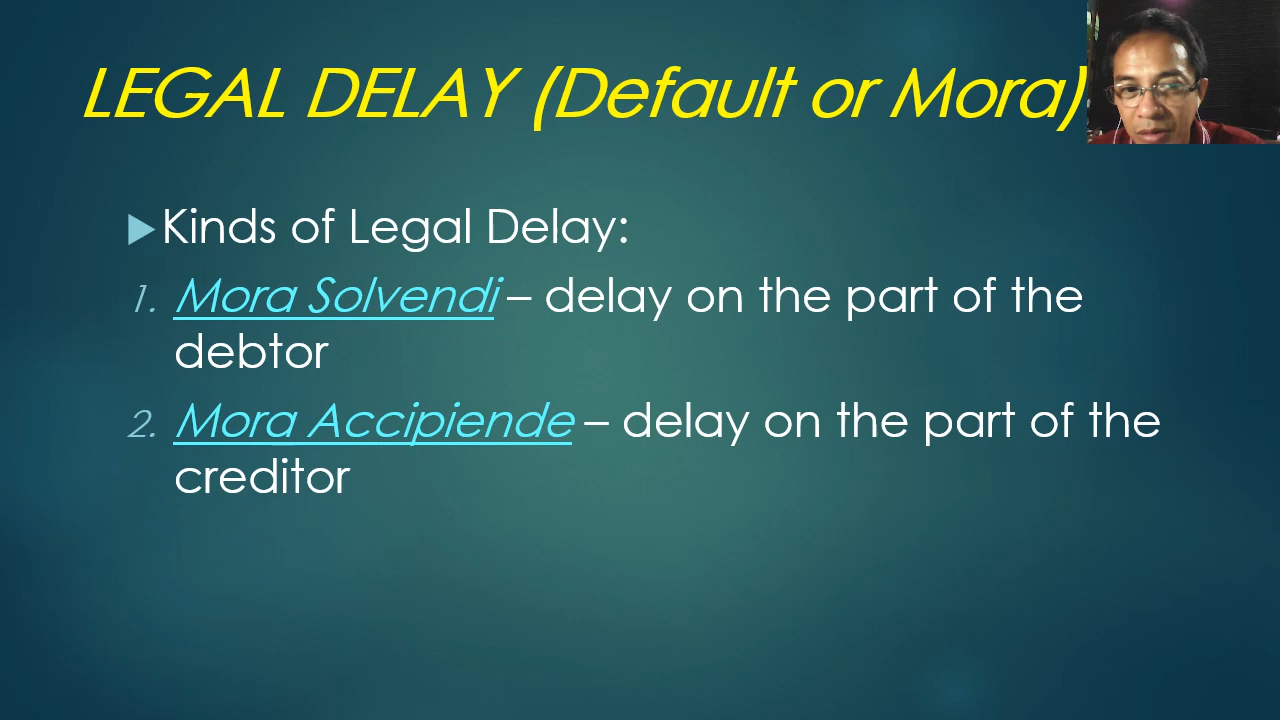 LEGAL DELAY (Default or Mora)
Kinds of Legal Delay:
1. Mora Solvendi – delay on the part of the
debtor
2. Mora Accipiende – delay on the part of the
creditor